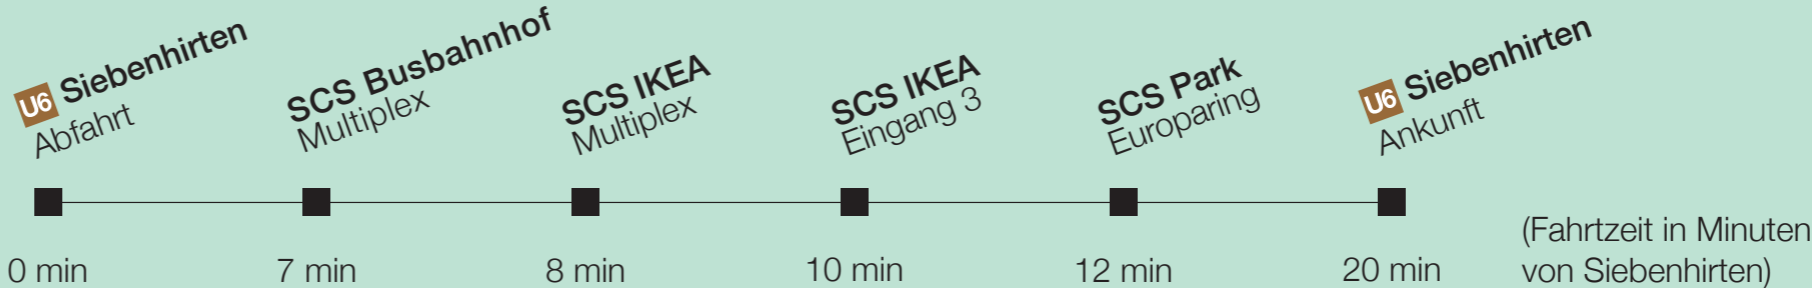 U6 Siebenhirten
Abfahrt
SCS Busbahnhof
Multiplex
SCS IKEA
Multiplex
SCS IKEA
Eingang 3
SCS Park
Europaring
U6 Siebenhirten
Ankunft
0 min
7 min
8 min
10 min
12 min
20 min
(Fahrtzeit in Minuten
von Siebenhirten)